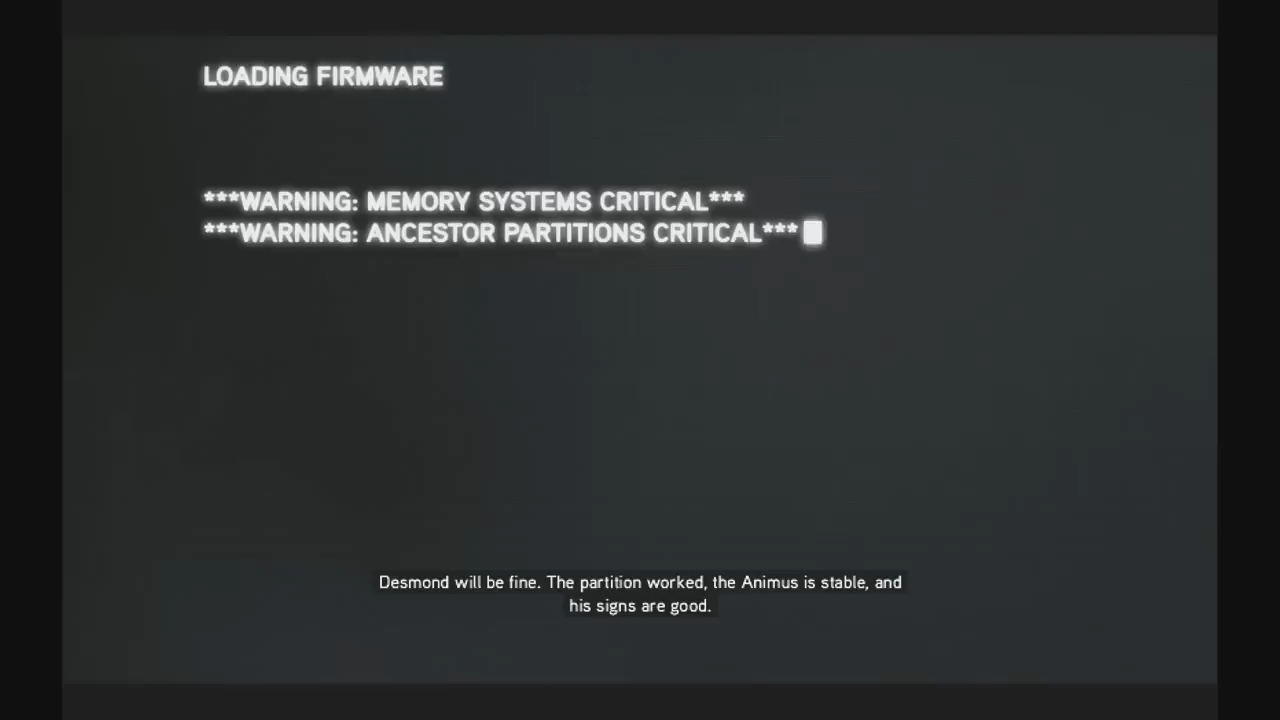 LOADING FIRMWARE
***WARNING: MEMORY SYSTEMS CRITICAL***
***WARNING: ANCESTOR PARTITIONS CRITICAL***
Desmond will be fine. The partition worked, the Animus is stable, and
his signs are good.